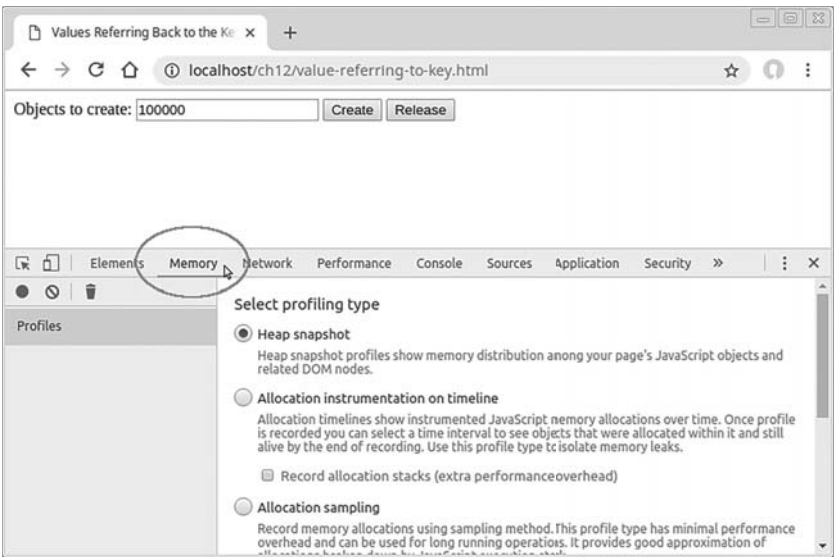 Values Referring Back to the Ke
localhost/ch12/value-referring-to-key.html
Objects to create: 100000 Create Release
Elements Memory Network Performance Console Sources Application Security »
Profiles
Select profiling type
Heap snapshot
Heap snapshot profiles show memory distribution among your page's JavaScript objects and
related DOM nodes.
Allocation instrumentation on timeline
Allocation timelines show instrumented JavaScript memory allocations over time. Once profile
is recorded you can select a time interval to see objects that were allocated within it and still
alive by the end of recording. Use this profile type to isolate memory leaks.
Record allocation stacks (extra performance overhead)
Allocation sampling
Record memory allocations using sampling method. This profile type has minimal performance
overhead and can be used for long running operations. It provides good approximation of